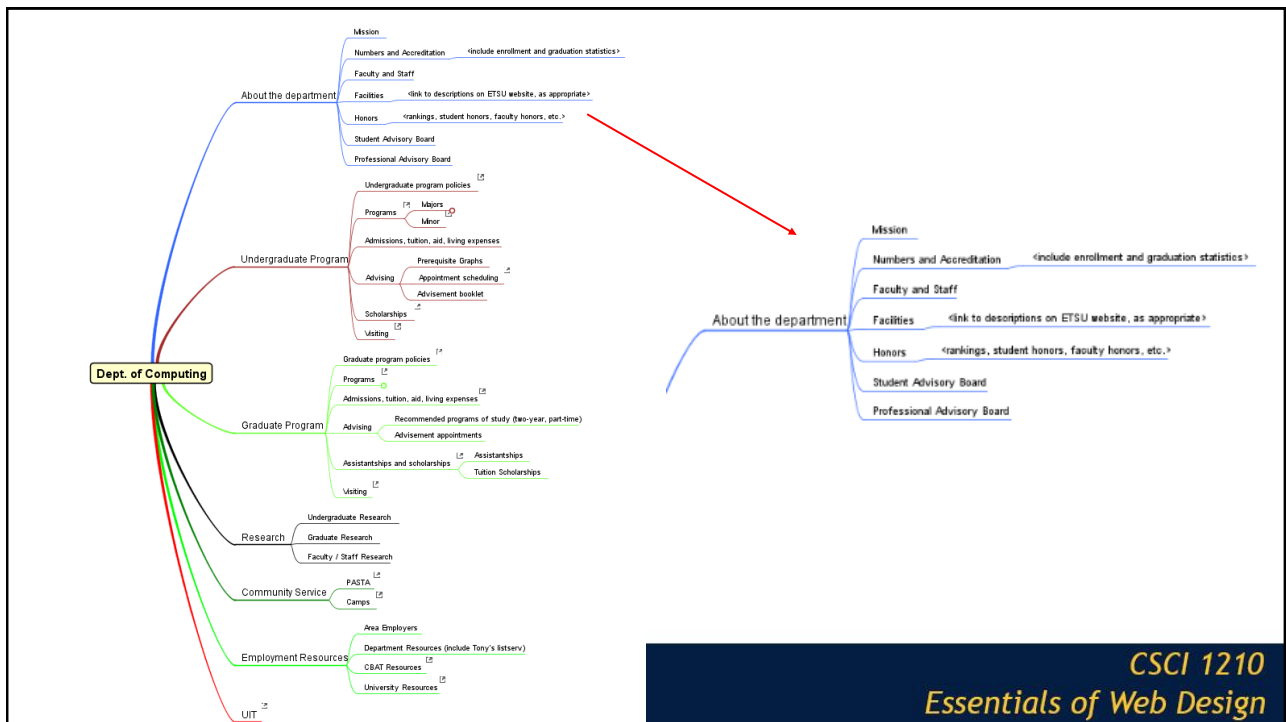 Dept. of Computing
About the department
Mission
Numbers and Accreditation
<include enrollment and graduation statistics>
Faculty and Staff
Facilities
<link to descriptions on ETSU website, as appropriate>
Honors
<rankings, student honors, faculty honors, etc.>
Student Advisory Board
Professional Advisory Board
Undergraduate Program
Undergraduate program policies
Programs
Majors
Minor
Admissions, tuition, aid, living expenses
Advising
Prerequisite Graphs
Appointment scheduling
Advisement booklet
Scholarships
Visiting
Graduate Program
Graduate program policies
Programs
Admissions, tuition, aid, living expenses
Advising
Recommended programs of study (two-year, part-time)
Advisement appointments
Assistantships and scholarships
Assistantships
Tuition Scholarships
Visiting
Research
Undergraduate Research
Graduate Research
Faculty / Staff Research
Community Service
PASTA
Camps
Employment Resources
Area Employers
Department Resources (include Tony's listserv)
CBAT Resources
University Resources
UIT
About the department
Mission
Numbers and Accreditation
<include enrollment and graduation statistics>
Faculty and Staff
Facilities
<link to descriptions on ETSU website, as appropriate>
Honors
<rankings, student honors, faculty honors, etc.>
Student Advisory Board
Professional Advisory Board
CSCI 1210
Essentials of Web Design